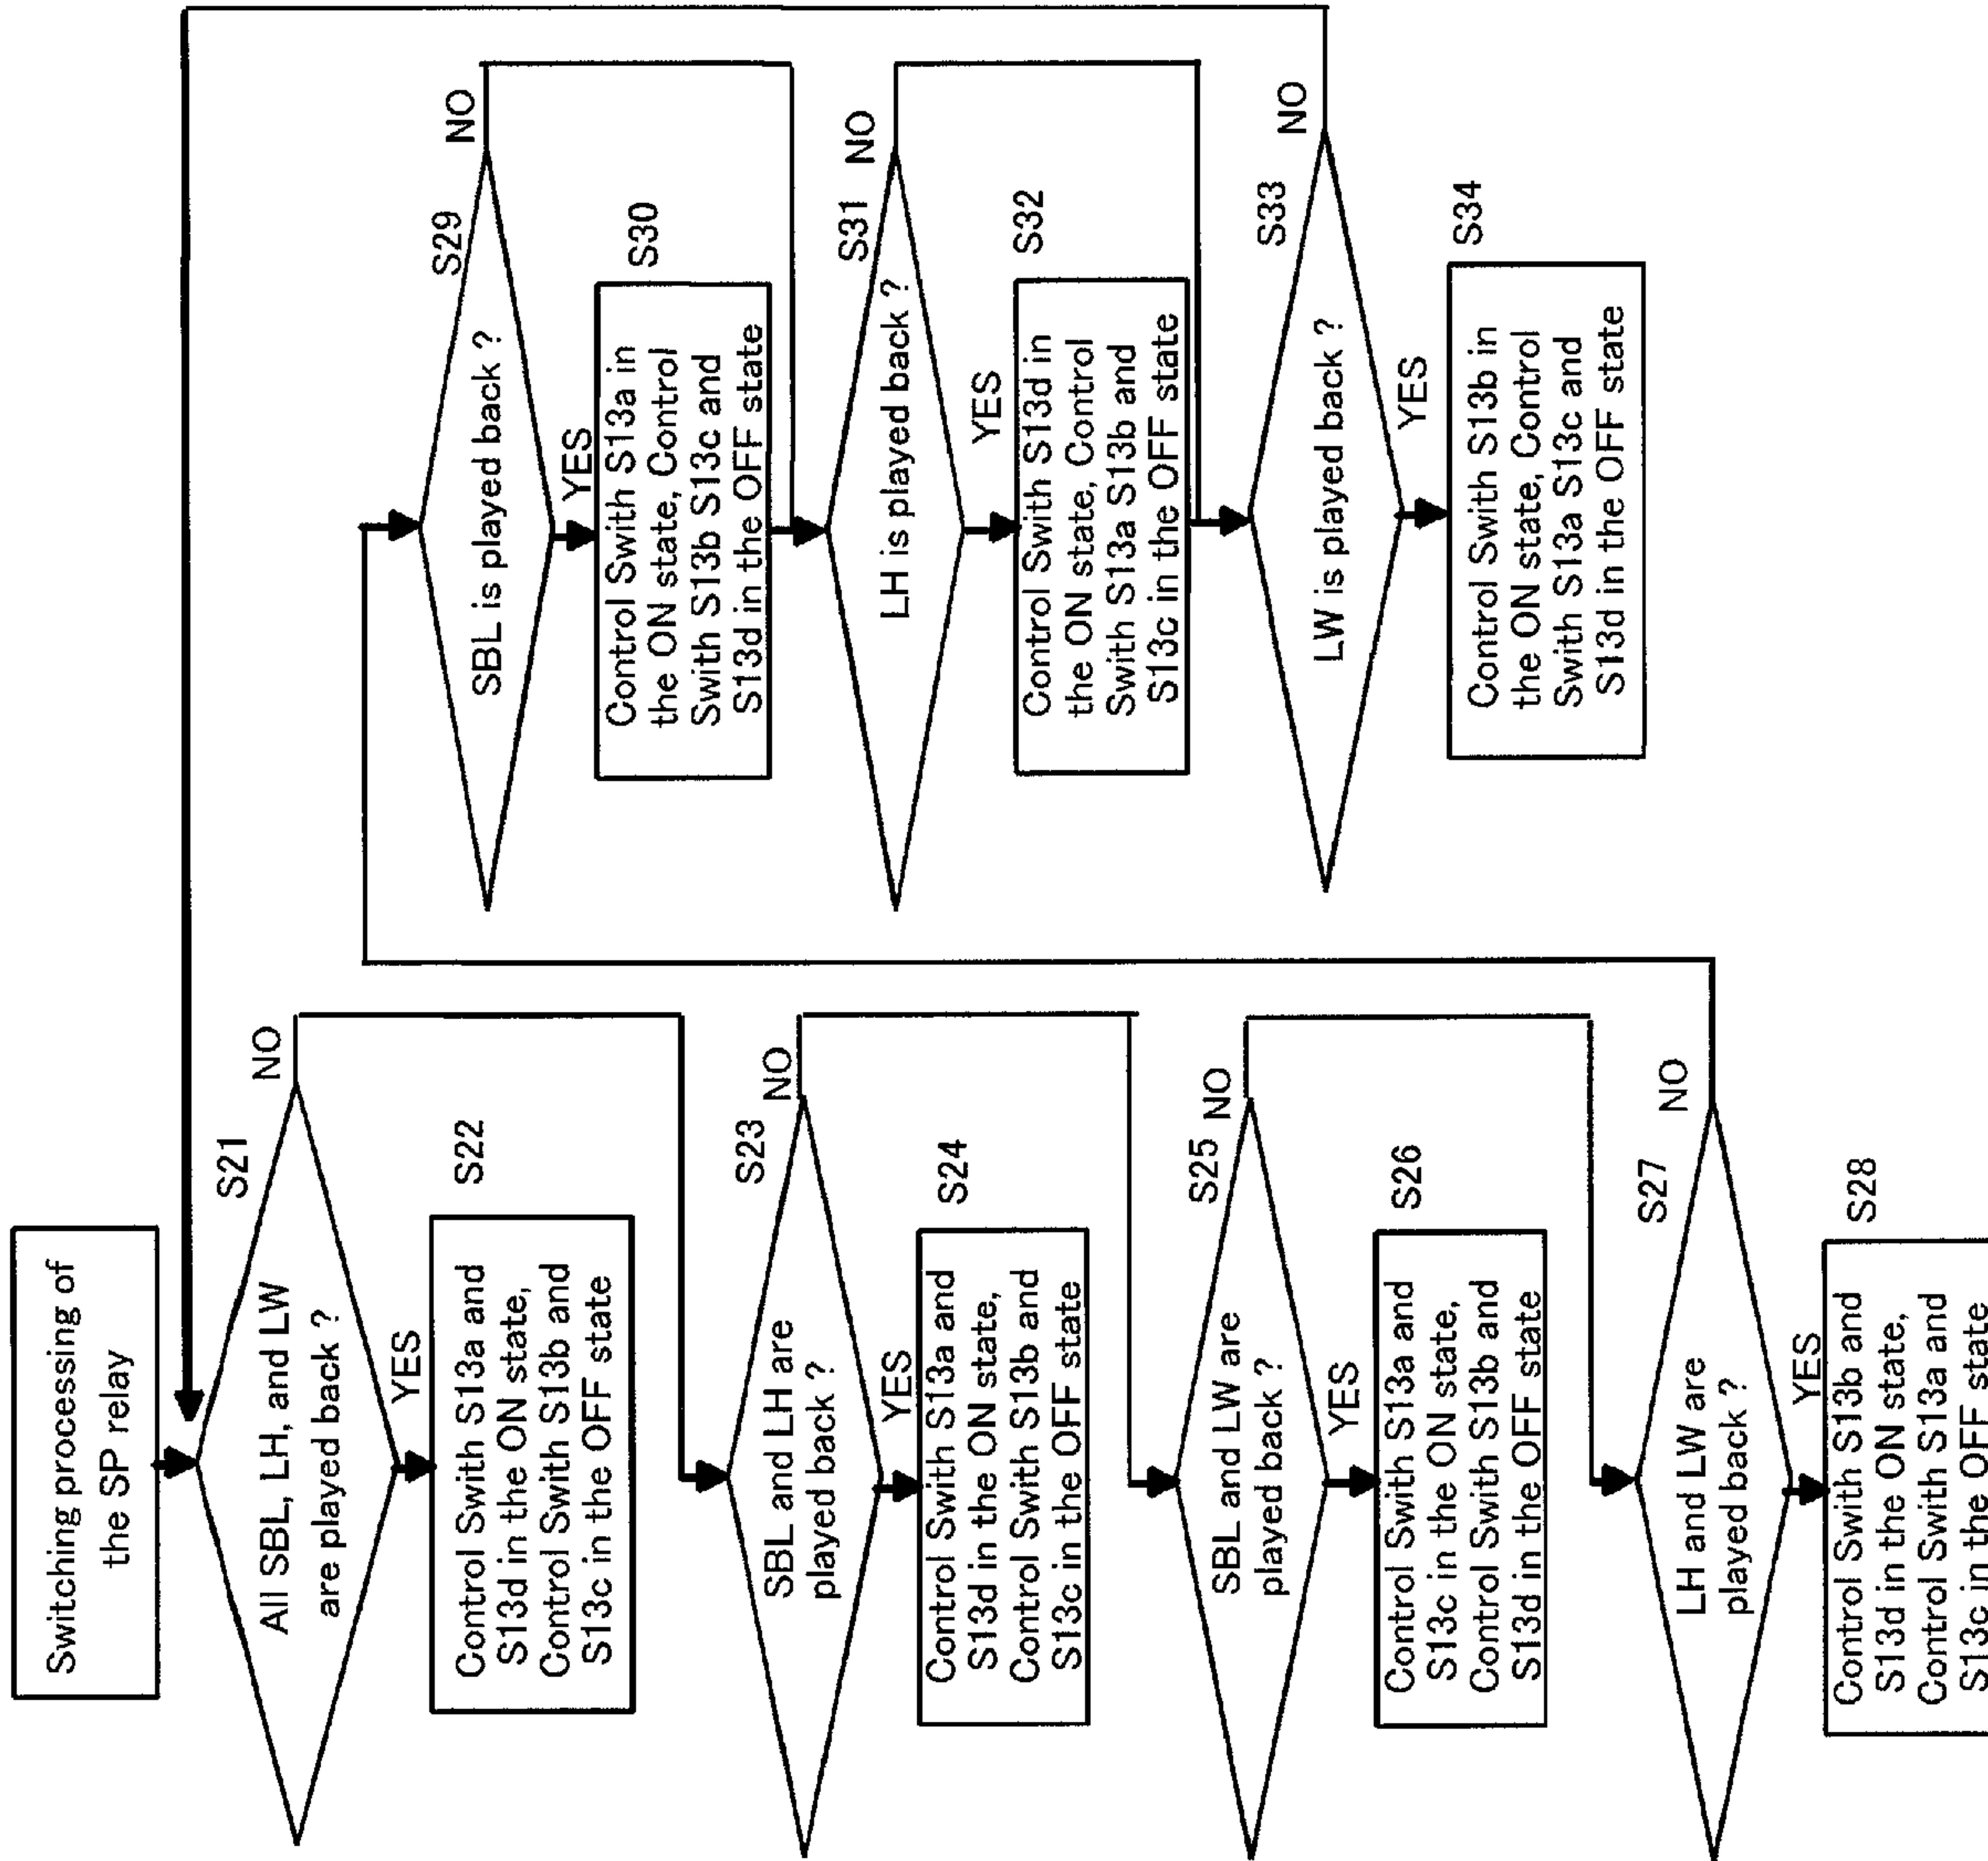 Switching processing of
the SP relay
S21
All SBL, LH, and LW
are played back ?
NO
YES
S22
Control Swith S13a and
S13d in the ON state,
Control Swith S13b and
S13c in the OFF state
S23
SBL and LH are
played back ?
NO
YES
S24
Control Swith S13a and
S13d in the ON state,
Control Swith S13b and
S13c in the OFF state
S25
SBL and LW are
played back ?
NO
YES
S26
Control Swith S13a and
S13c in the ON state,
Control Swith S13b and
S13d in the OFF state
S27
LH and LW are
played back ?
NO
YES
S28
Control Swith S13b and
S13d in the ON state,
Control Swith S13a and
S13c in the OFF state
S29
SBL is played back ?
NO
YES
S30
Control Swith S13a in
the ON state, Control
Swith S13b S13c and
S13d in the OFF state
S31
LH is played back ?
NO
YES
S32
Control Swith S13d in
the ON state, Control
Swith S13a S13b and
S13c in the OFF state
S33
LW is played back ?
NO
YES
S34
Control Swith S13b in
the ON state, Control
Swith S13a S13c and
S13d in the OFF state